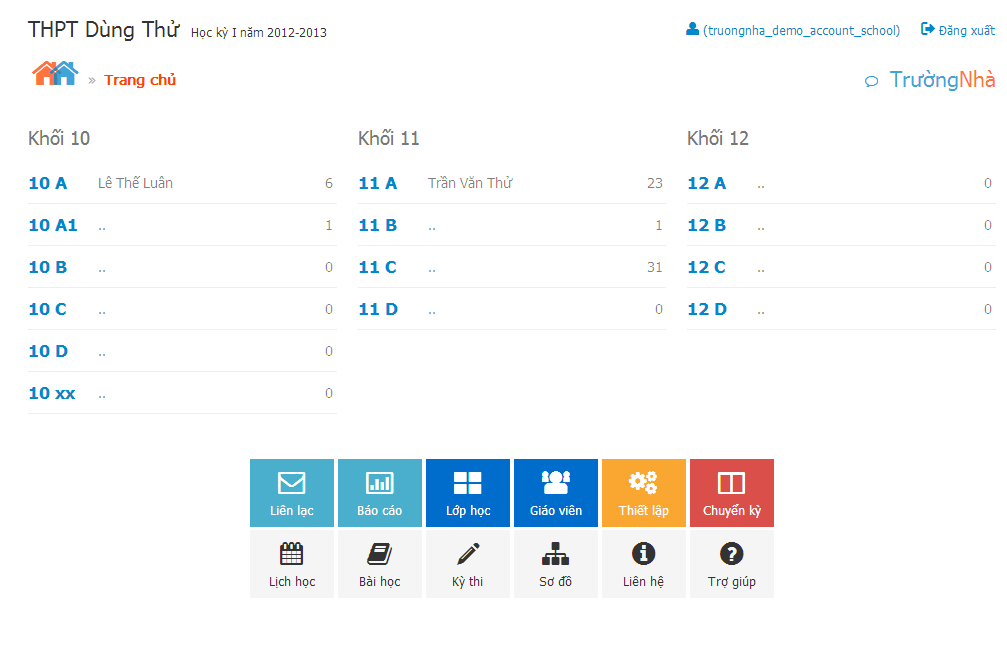 THPT Dùng Thử Học kỳ I năm 2012-2013 (truongnha_demo_account_school) Đăng xuất
» Trang chủ TrườngNhà
Khối 10
10 A Lê Thế Luân 6
10 A1 .. 1
10 B .. 0
10 C .. 0
10 D .. 0
10 xx .. 0
Khối 11
11 A Trần Văn Thử 23
11 B .. 1
11 C .. 31
11 D .. 0
Khối 12
12 A .. 0
12 B .. 0
12 C .. 0
12 D .. 0
Liên lạc Báo cáo Lớp học Giáo viên Thiết lập Chuyển kỳ
Lịch học Bài học Kỳ thi Sơ đồ Liên hệ Trợ giúp